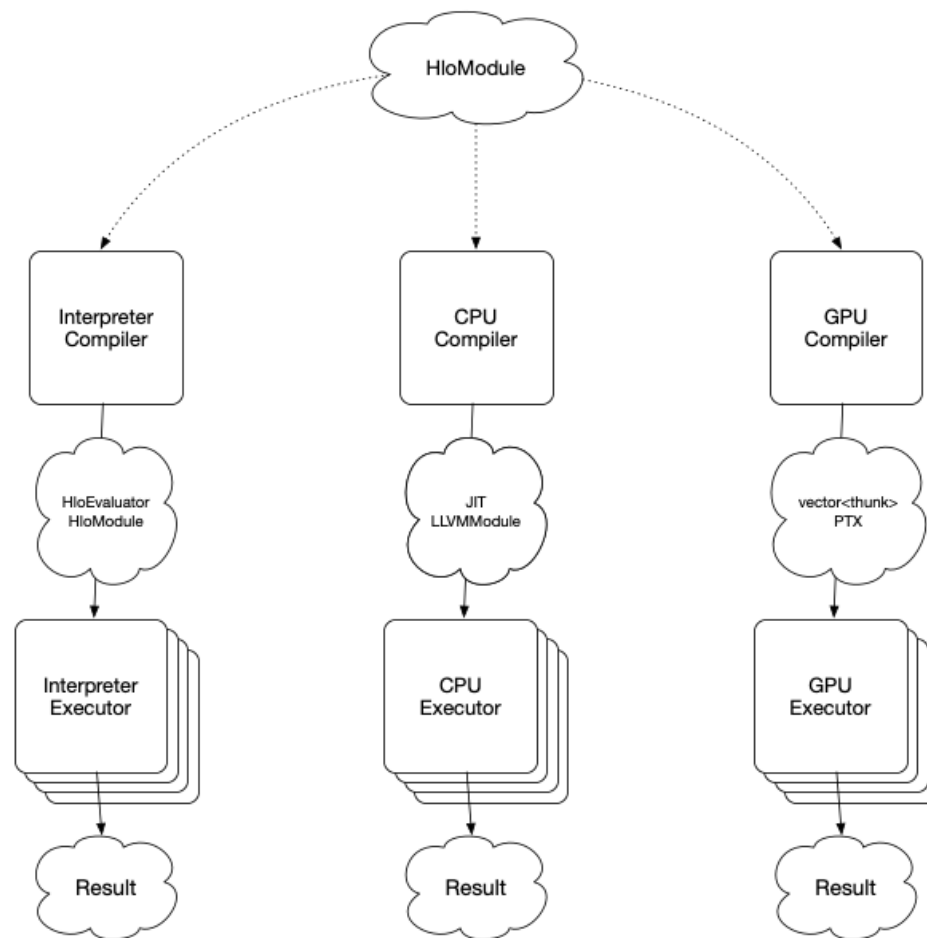 HloModule
Interpreter
Compiler
CPU
Compiler
GPU
Compiler
HloEvaluator
HloModule
JIT
LLVMModule
vector<thunk>
PTX
Interpreter
Executor
CPU
Executor
GPU
Executor
Result
Result
Result